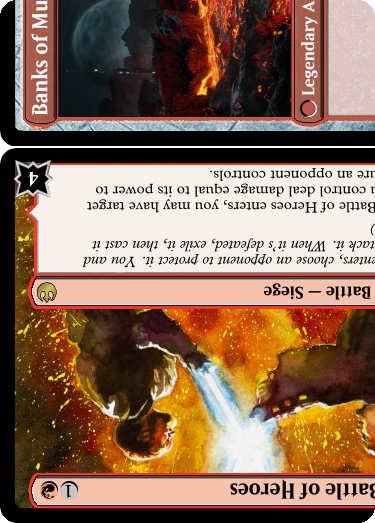 Banks of Mu
Legendary A
Battle of Heroes 1
Battle — Siege
enters, choose an opponent to protect it. You and
tack it. When it's defeated, exile it, then cast it
)
Battle of Heroes enters, you may have target
u control deal damage equal to its power to
ure an opponent controls.
4